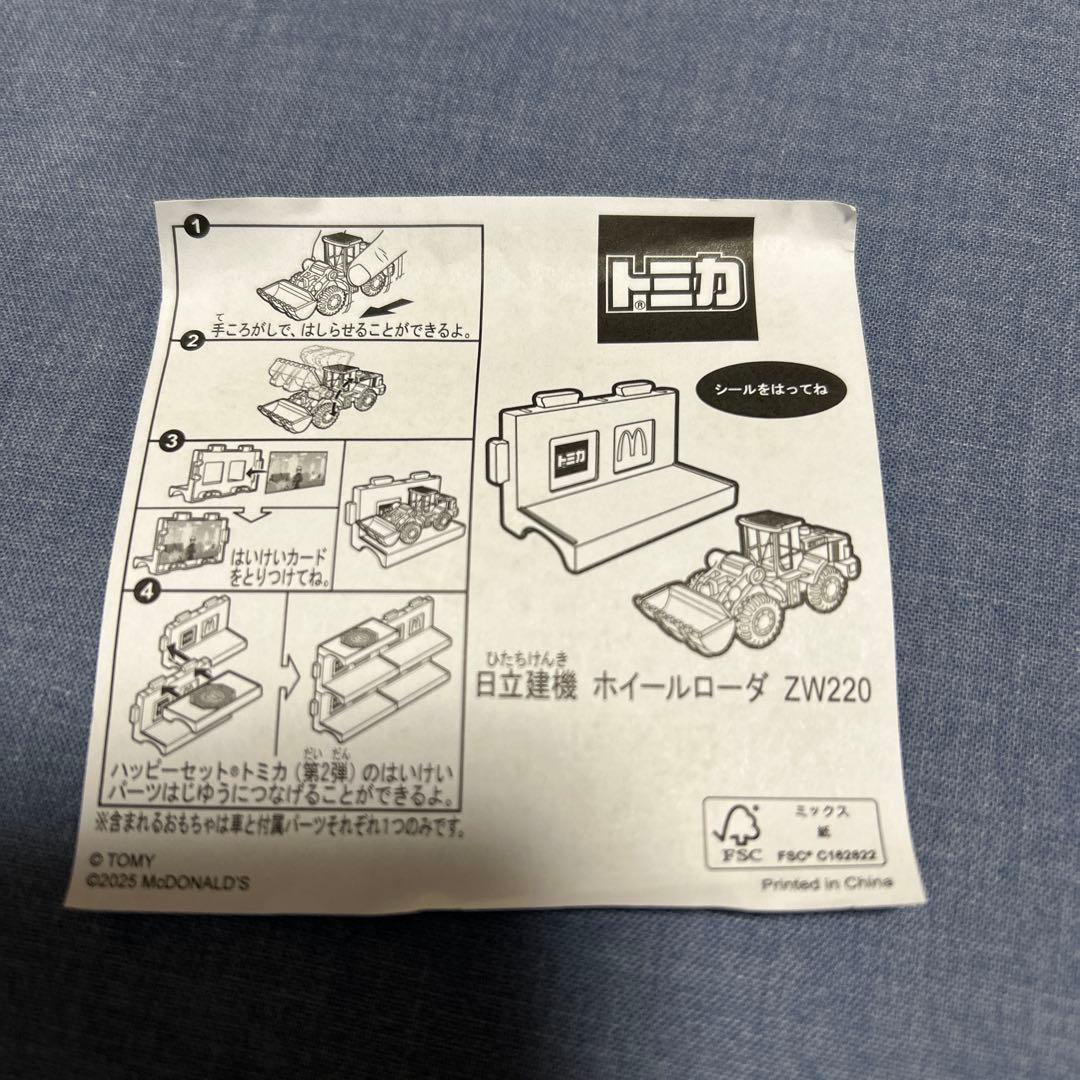 1
て
手ころがしで、はしらせることができるよ。
2
3
はいけいカード
をとりつけてね。
4
だい だん
ハッピーセット®トミカ（第2弾）のはいけい
パーツはじゆうにつなげることができるよ。
※含まれるおもちゃは車と付属パーツそれぞれ1つのみです。
© TOMY
©2025 McDONALD'S
トミカ®
シールをはってね
トミカ
ひたちけんき
日立建機 ホイールローダ ZW220
FSC
ミックス
紙
FSC® C162822
Printed in China